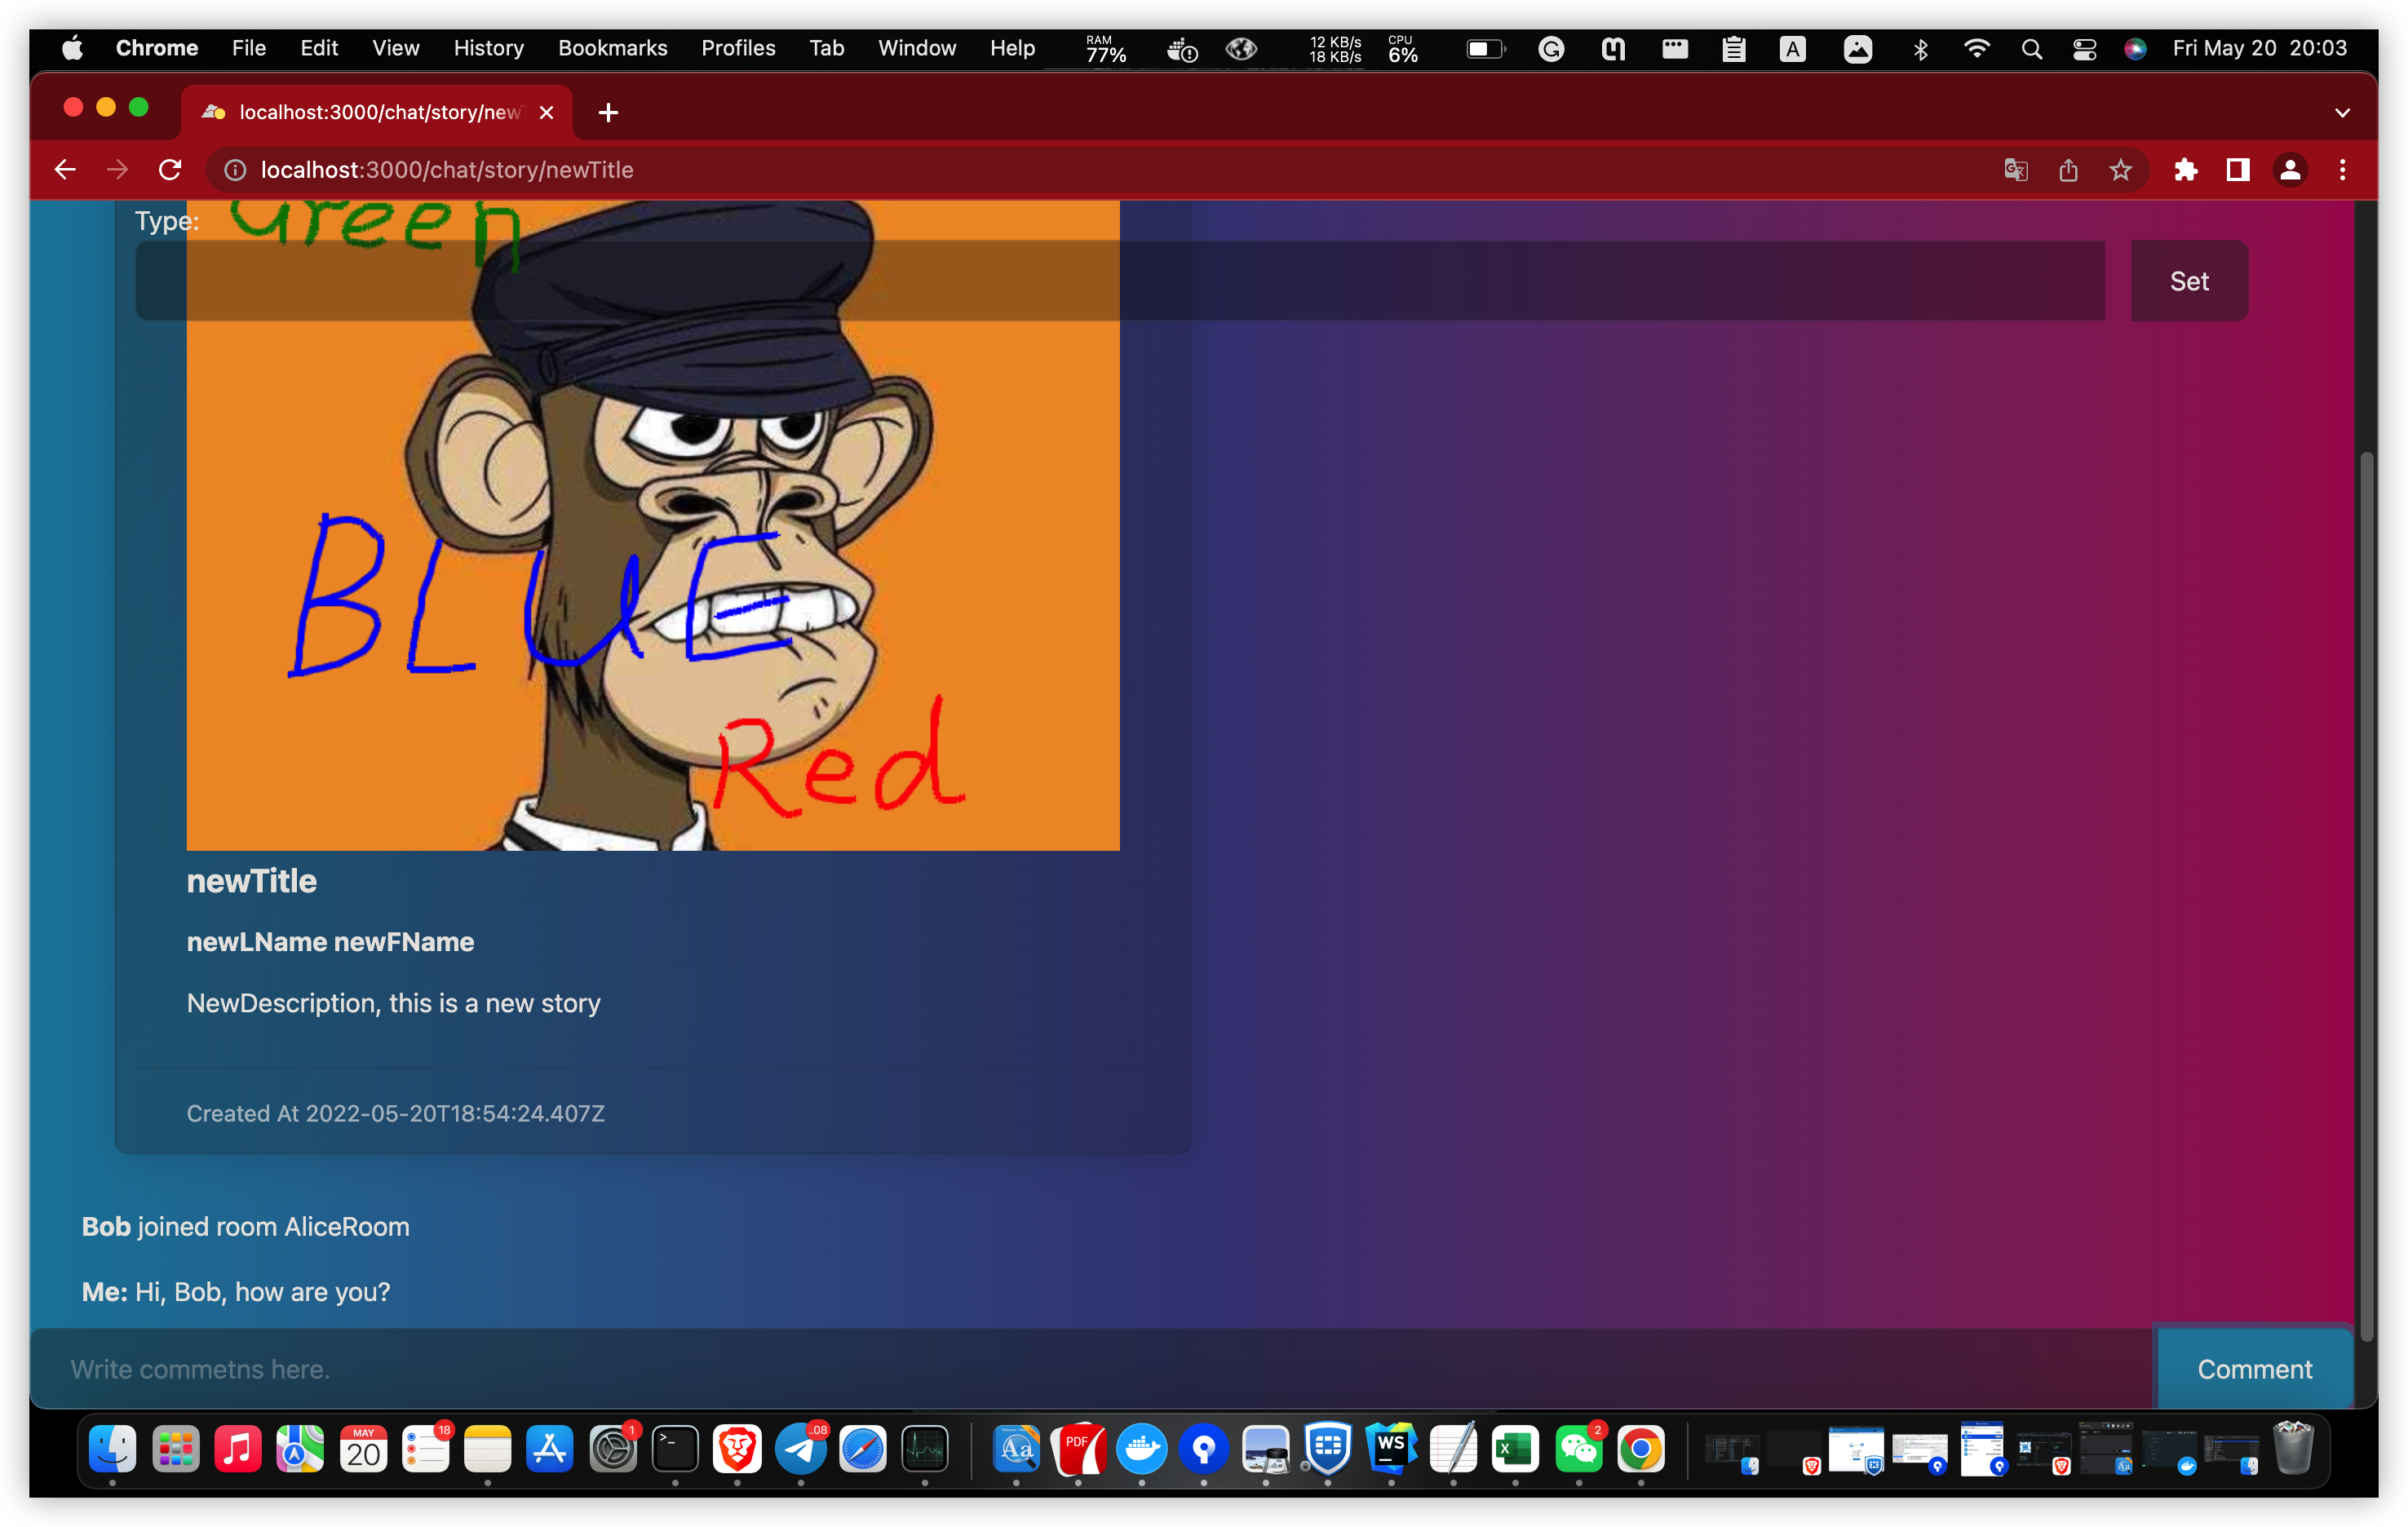 Chrome File Edit View History Bookmarks Profiles Tab Window Help RAM 77% 12 KB/s 18 KB/s CPU 6% A Fri May 20 20:03
localhost:3000/chat/story/new
localhost:3000/chat/story/newTitle
Green
Type:
Set
BLUE
Red
newTitle
newLName newFName
NewDescription, this is a new story
Created At 2022-05-20T18:54:24.407Z
Bob joined room AliceRoom
Me: Hi, Bob, how are you?
Write commetns here.
Comment
MAY 20 18 1 >_ ..08 Aa PDF WS X 2